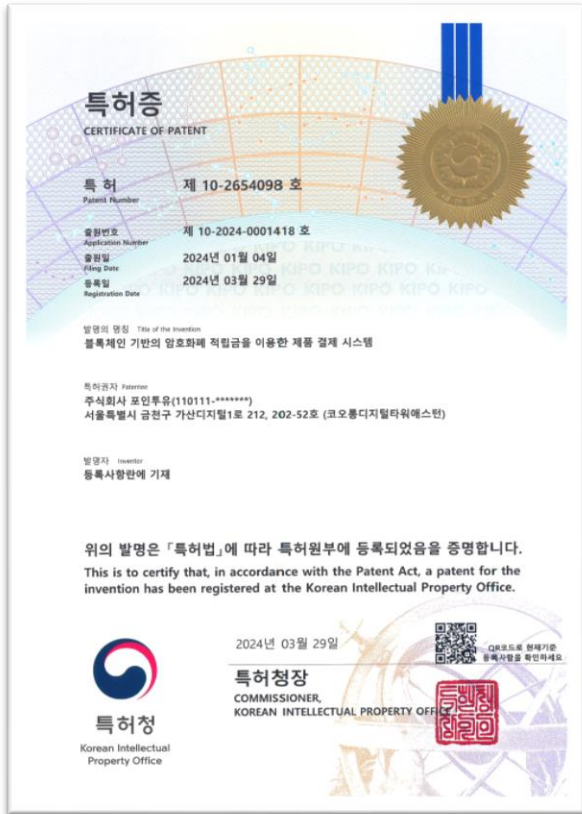 특허증
CERTIFICATE OF PATENT
특 허 제 10-2654098 호
Patent Number
출원번호 제 10-2024-0001418 호
Application Number
출원일 2024년 01월 04일
Filing Date
등록일 2024년 03월 29일
Registration Date
KIPO KIPO KIPO KIPO
발명의 명칭 Title of the Invention
블록체인 기반의 암호화폐 적립금을 이용한 제품 결제 시스템
특허권자 Patentee
주식회사 포인투유(110111-*******)
서울특별시 금천구 가산디지털1로 212, 202-52호 (코오롱디지털타워애스턴)
발명자 Inventor
등록사항란에 기재
위의 발명은 「특허법」에 따라 특허원부에 등록되었음을 증명합니다.
This is to certify that, in accordance with the Patent Act, a patent for the
invention has been registered at the Korean Intellectual Property Office.
2024년 03월 29일
QR코드로 현재기준
등록사항을 확인하세요
특허청장
COMMISSIONER,
KOREAN INTELLECTUAL PROPERTY OFFICE
특허청
Korean Intellectual
Property Office